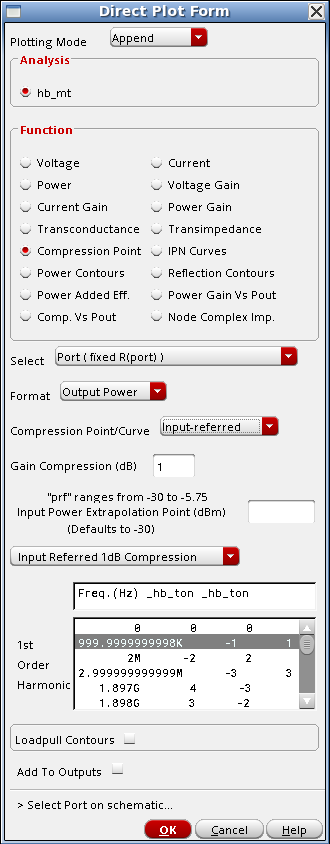 Direct Plot Form
Plotting Mode Append
Analysis
hb_mt
Function
Voltage Current
Power Voltage Gain
Current Gain Power Gain
Transconductance Transimpedance
Compression Point IPN Curves
Power Contours Reflection Contours
Power Added Eff. Power Gain Vs Pout
Comp. Vs Pout Node Complex Imp.
Select Port ( fixed R(port) )
Format Output Power
Compression Point/Curve Input-referred
Gain Compression (dB) 1
"prf" ranges from -30 to -5.75
Input Power Extrapolation Point (dBm)
(Defaults to -30)
Input Referred 1dB Compression
Freq.(Hz) _hb_ton _hb_ton
1st
Order
Harmonic
0 0 0
999.9999999998K -1 1
2M -2 2
2.999999999999M -3 3
1.897G 4 -3
1.898G 3 -2
Loadpull Contours
Add To Outputs
> Select Port on schematic...
OK Cancel Help